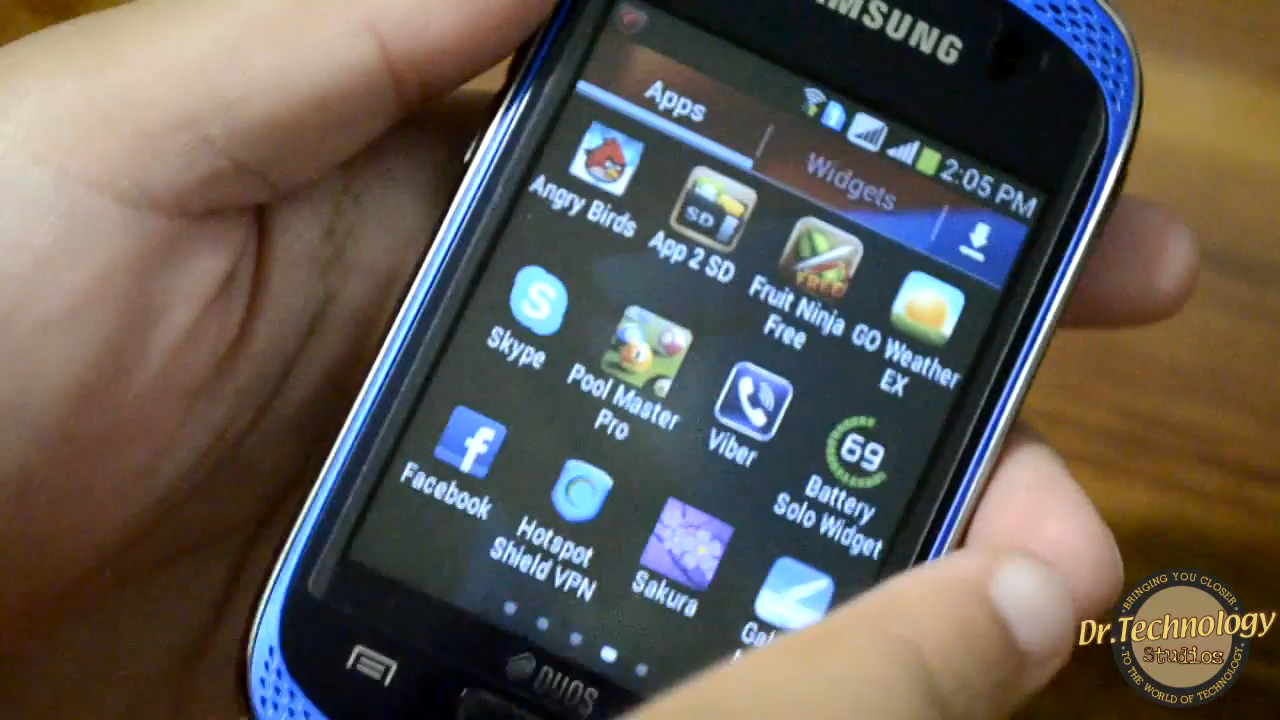 SAMSUNG
2:05 PM
Apps
Widgets
Angry Birds
SD
App 2 SD
FREE
Fruit Ninja
Free
GO Weather
EX
S
Skype
Pool Master
Pro
Viber
69
Battery
Solo Widget
f
Facebook
Hotspot
Shield VPN
Sakura
DUOS
BRINGING YOU CLOSER
Dr.Technology
Studios
TO THE WORLD OF TECHNOLOGY.